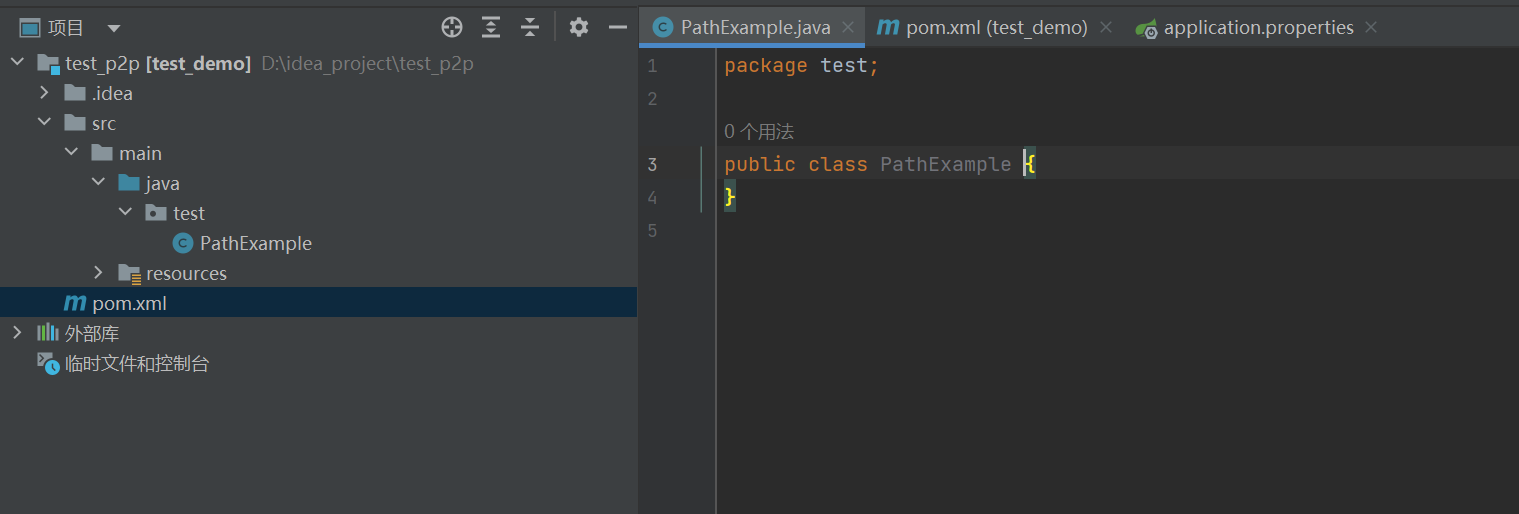 项目
test_p2p [test_demo] D:\idea_project\test_p2p
.idea
src
main
java
test
PathExample
resources
pom.xml
外部库
临时文件和控制台
PathExample.java
pom.xml (test_demo)
application.properties
1 package test;
2
0 个用法
3 public class PathExample {
4 }
5